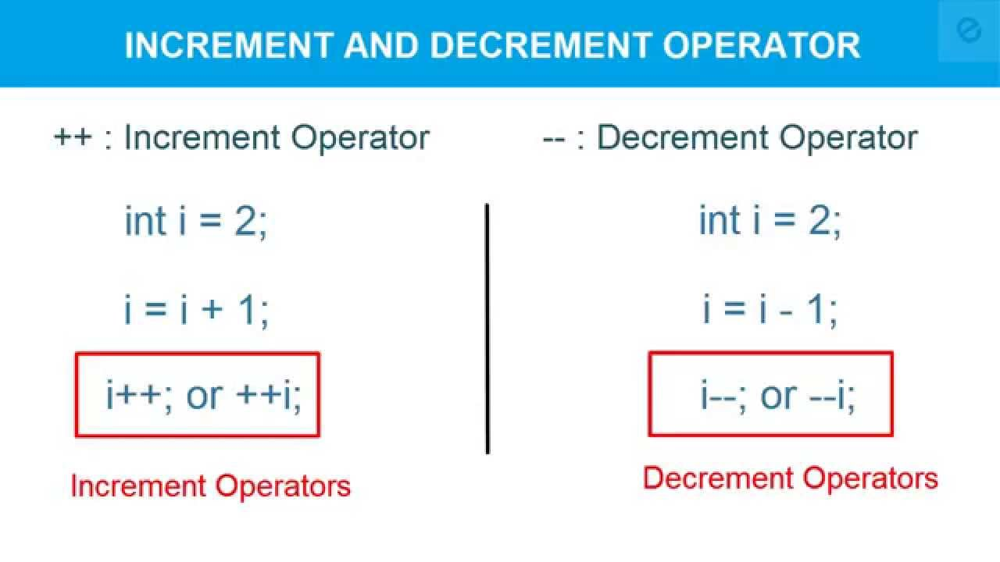 INCREMENT AND DECREMENT OPERATOR
++ : Increment Operator
int i = 2;
i = i + 1;
i++; or ++i;
Increment Operators
-- : Decrement Operator
int i = 2;
i = i - 1;
i--; or --i;
Decrement Operators